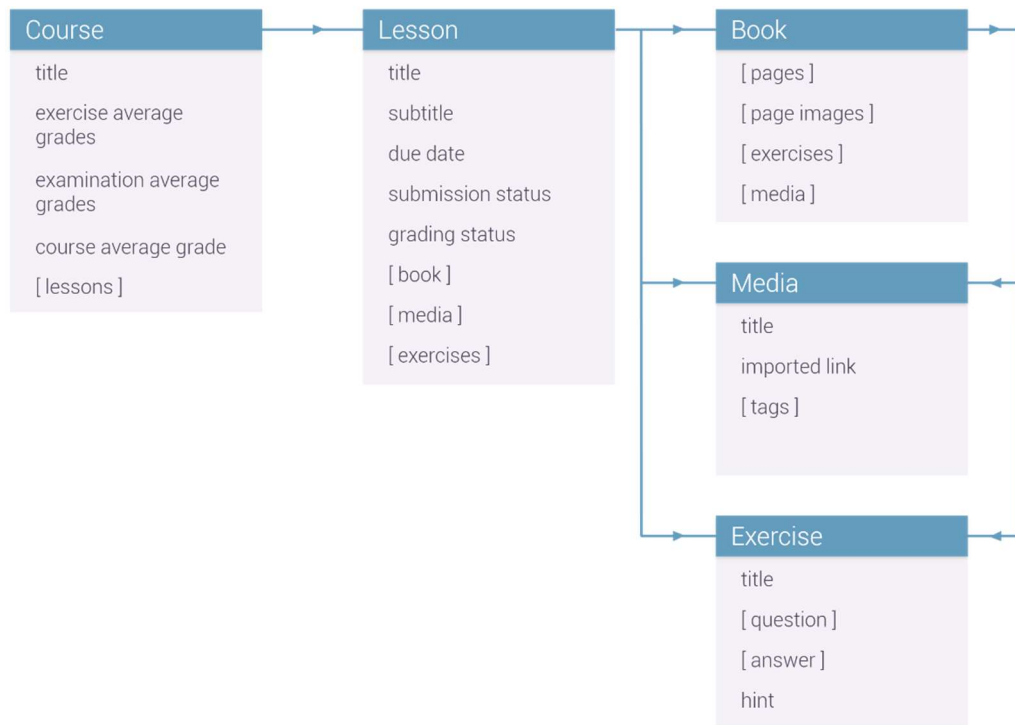 Course
title
exercise average
grades
examination average
grades
course average grade
[ lessons ]
Lesson
title
subtitle
due date
submission status
grading status
[ book ]
[ media ]
[ exercises ]
Book
[ pages ]
[ page images ]
[ exercises ]
[ media ]
Media
title
imported link
[ tags ]
Exercise
title
[ question ]
[ answer ]
hint